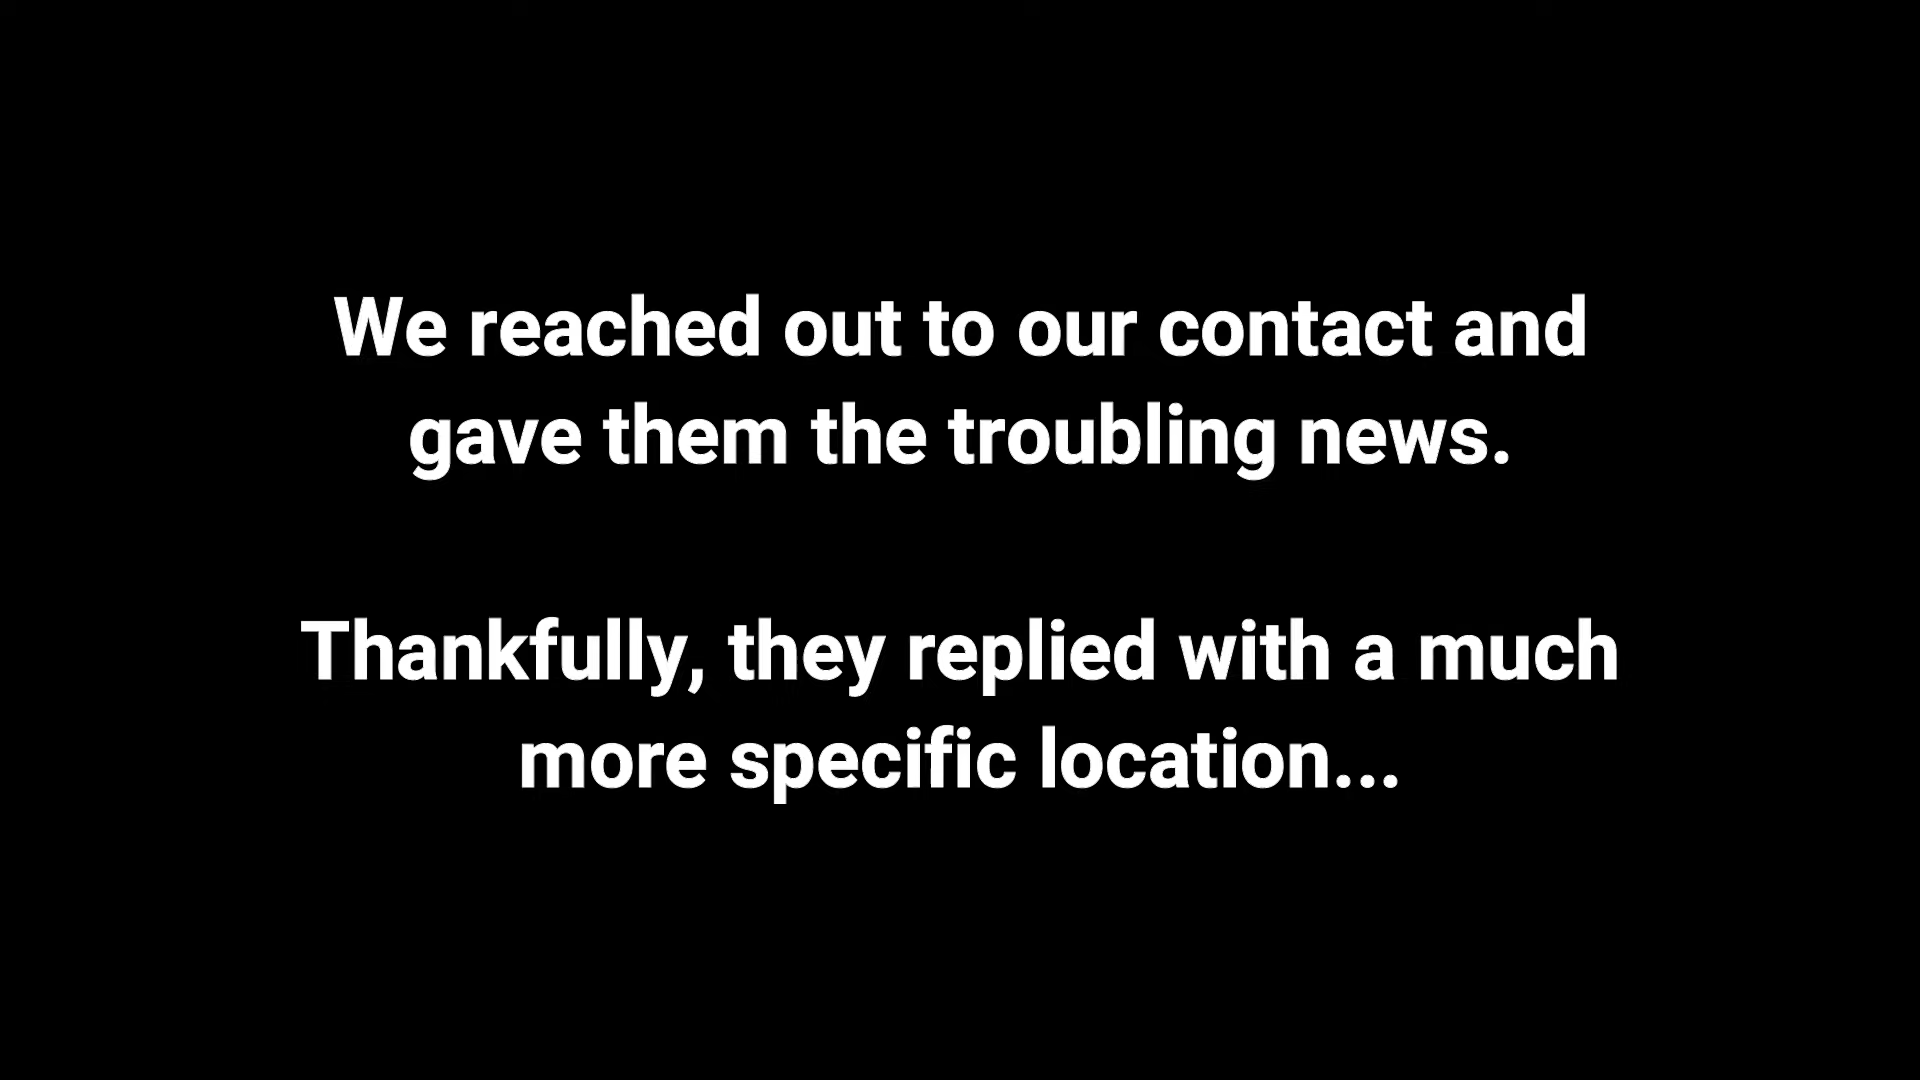 We reached out to our contact and
gave them the troubling news.
Thankfully, they replied with a much
more specific location...